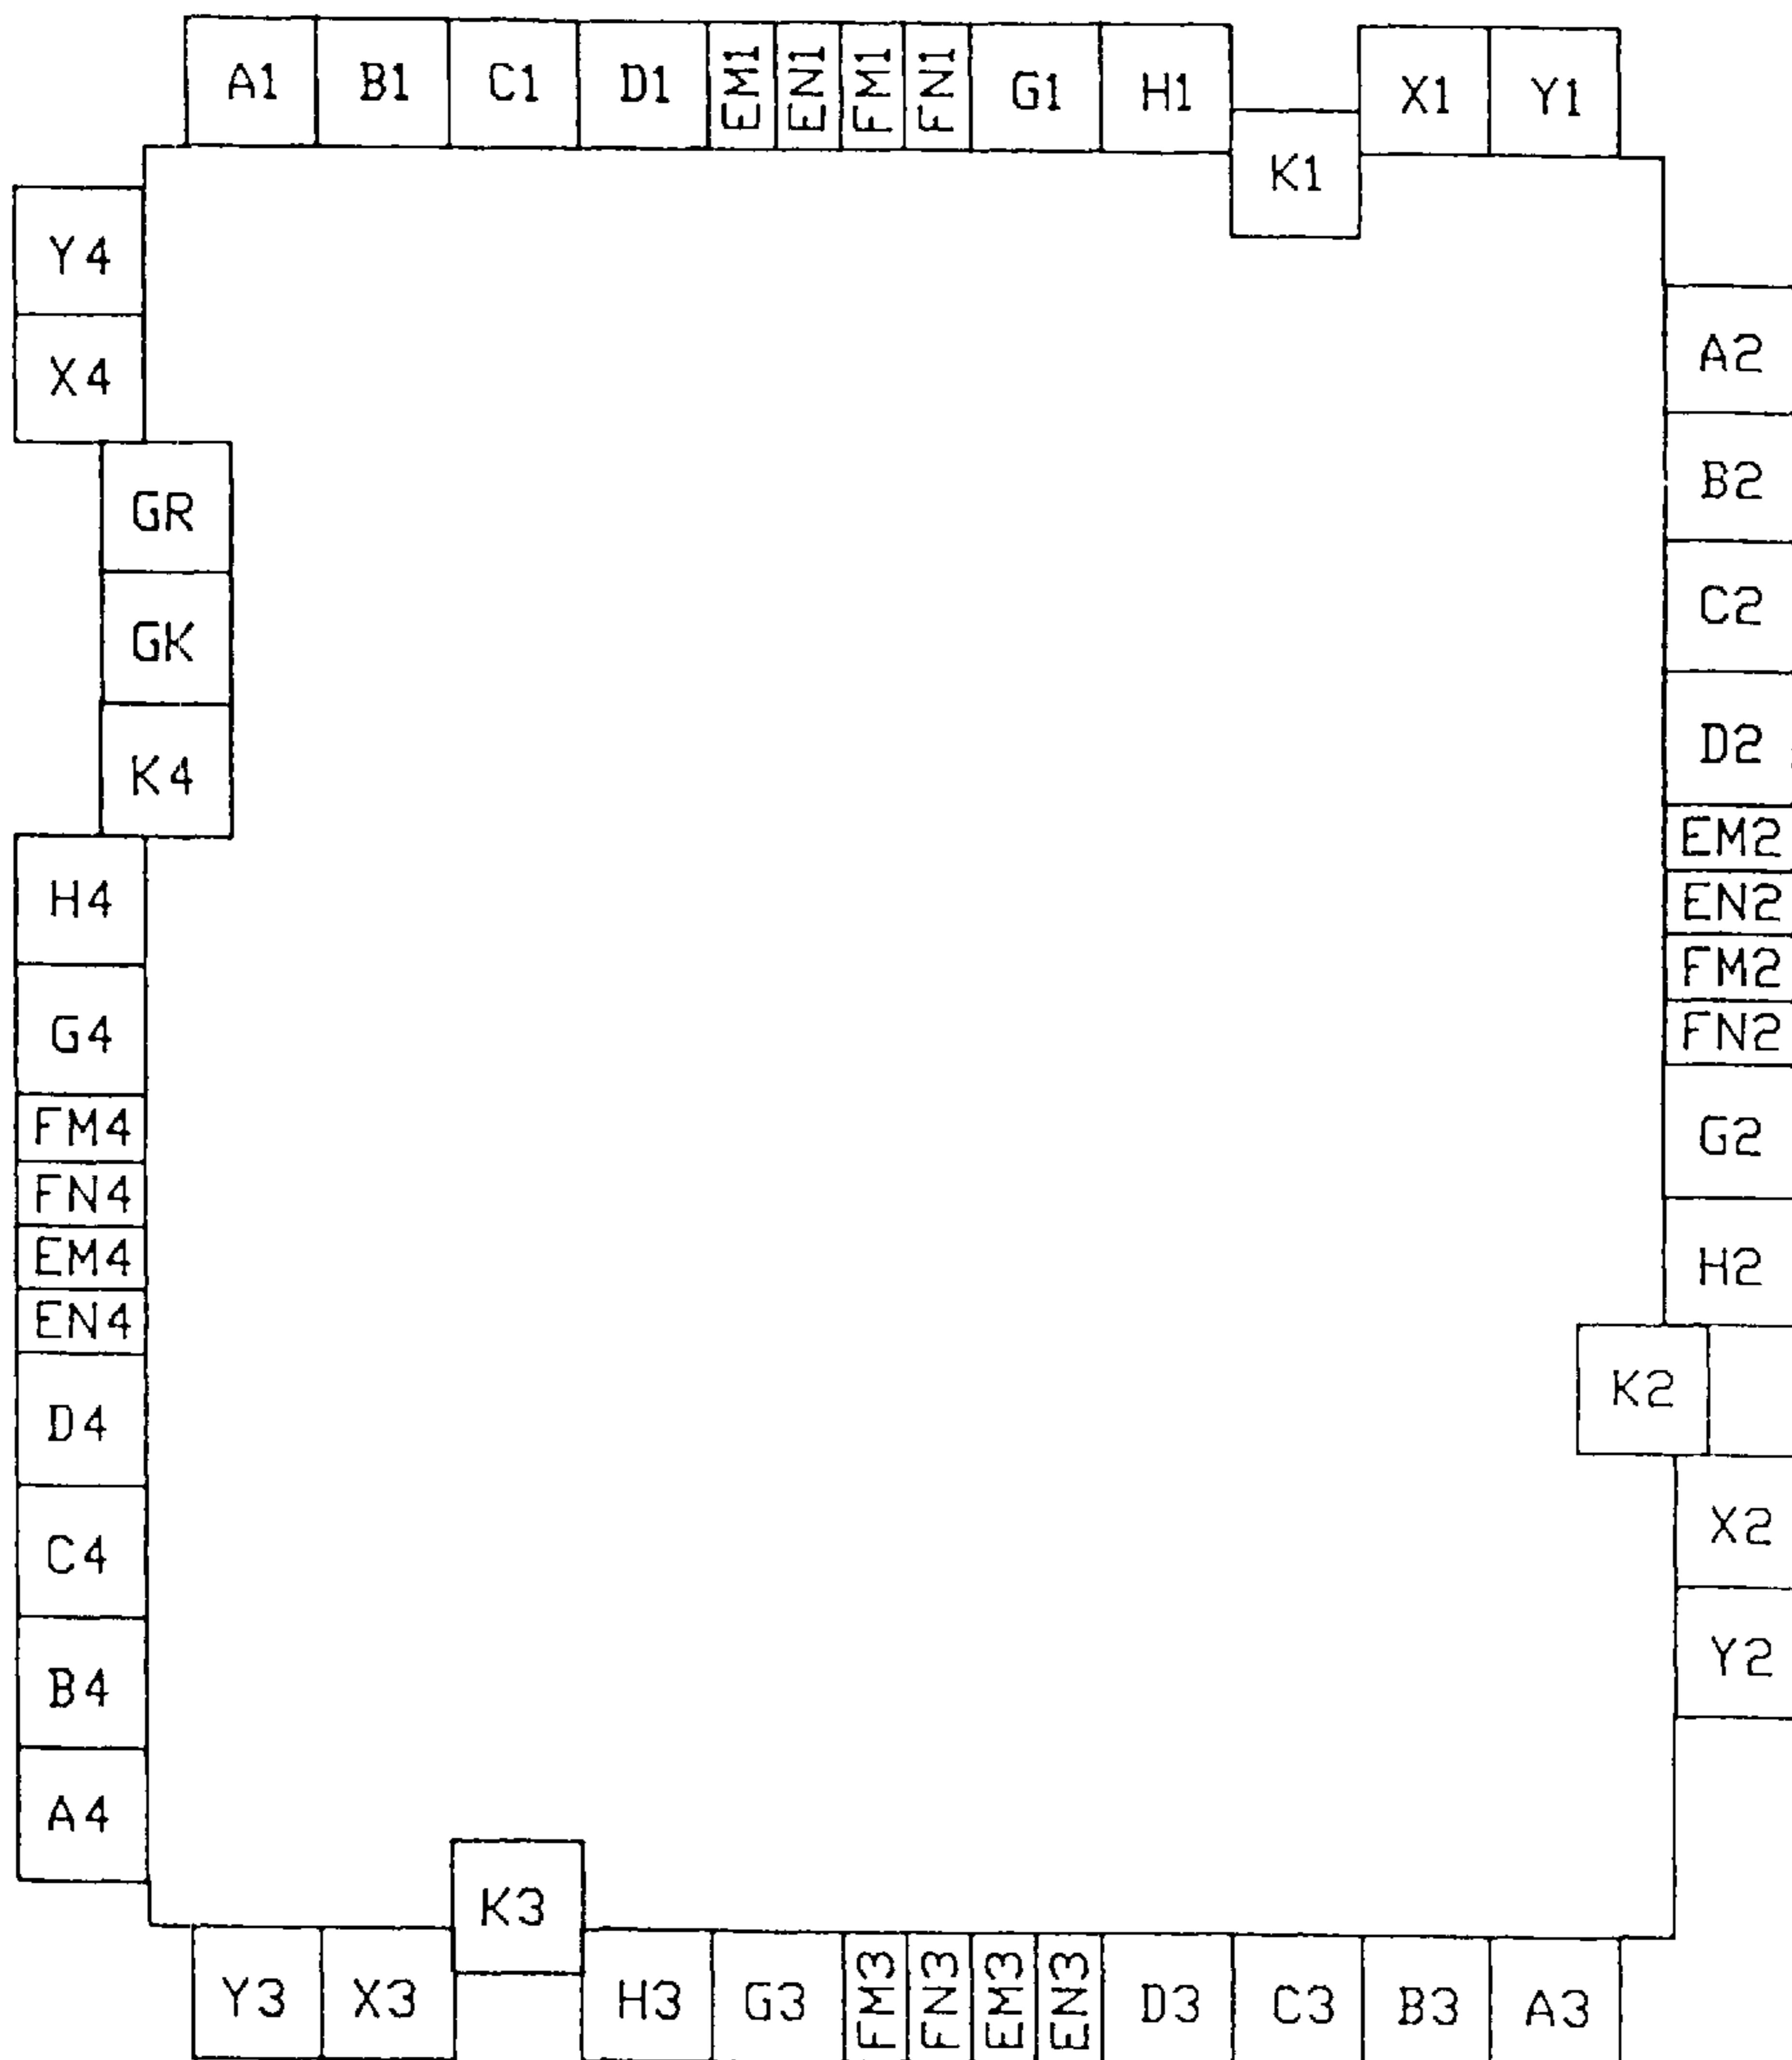 A1 B1 C1 D1 EM1 EN1 FM1 FN1 G1 H1 K1 X1 Y1
Y4
X4
GR
GK
K4
H4
G4
FM4
FN4
EM4
EN4
D4
C4
B4
A4
A2
B2
C2
D2
EM2
EN2
FM2
FN2
G2
H2
K2
X2
Y2
Y3 X3 K3 H3 G3 FM3 FN3 EM3 EN3 D3 C3 B3 A3